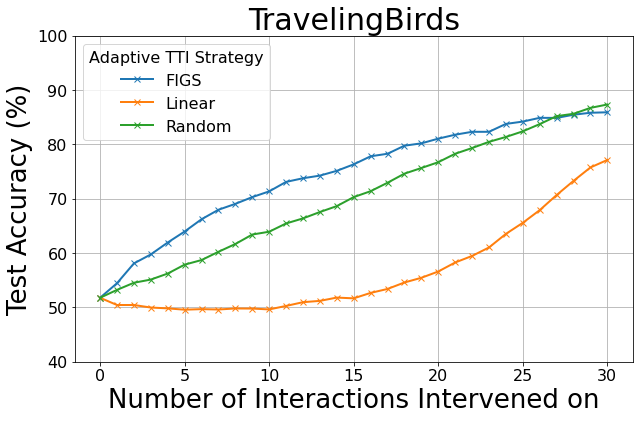 TravelingBirds
Test Accuracy (%)
100
90
80
70
60
50
40
Adaptive TTI Strategy
FIGS
Linear
Random
0 5 10 15 20 25 30
Number of Interactions Intervened on